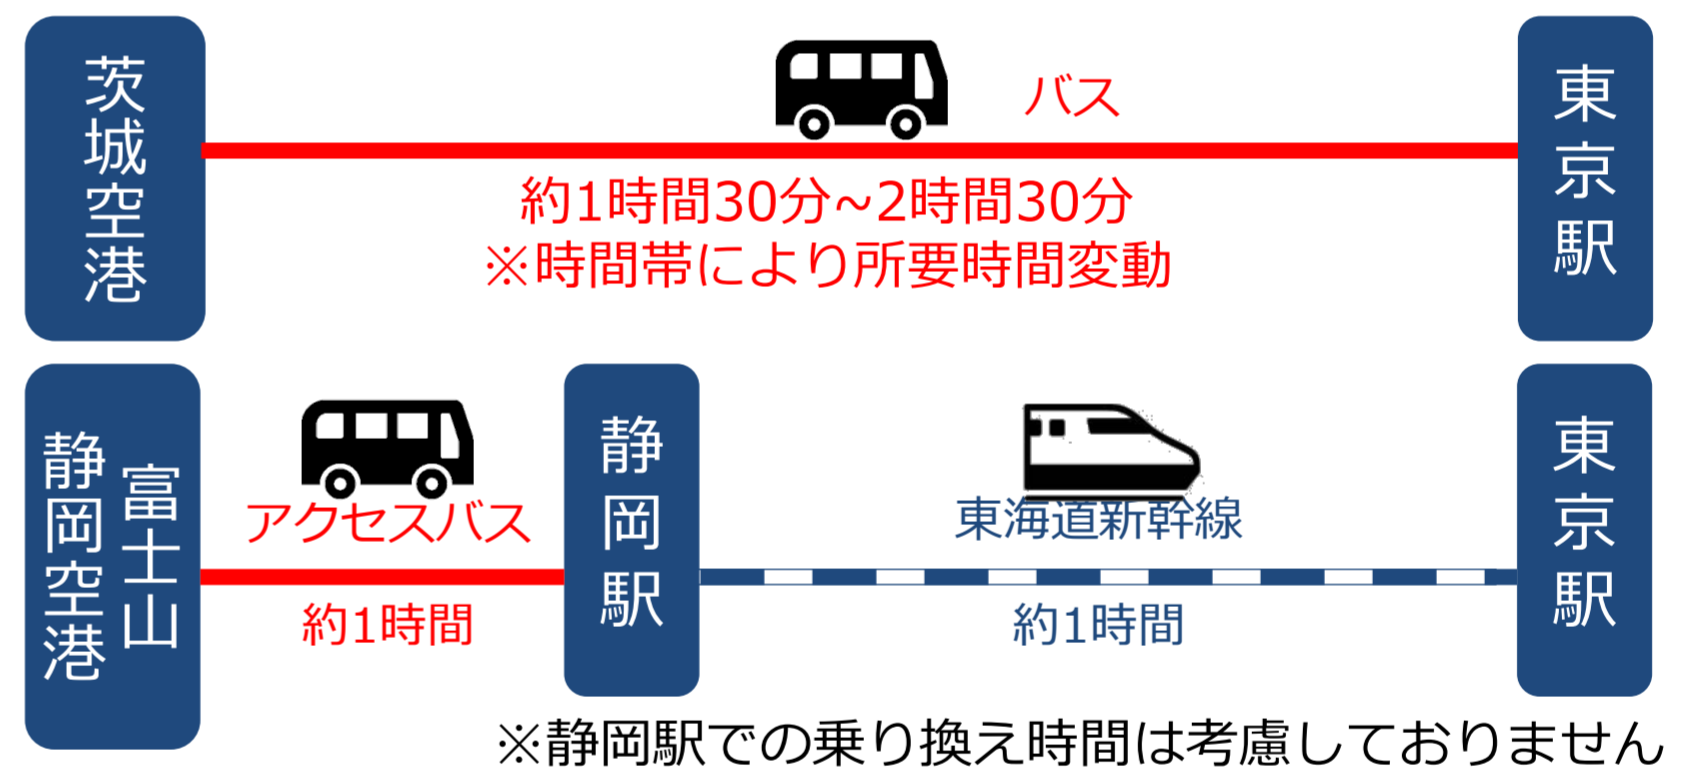 茨城空港
バス
約1時間30分~2時間30分
※時間帯により所要時間変動
東京駅
富士山
静岡空港
アクセスバス
約1時間
静岡駅
東海道新幹線
約1時間
東京駅
※静岡駅での乗り換え時間は考慮しておりません